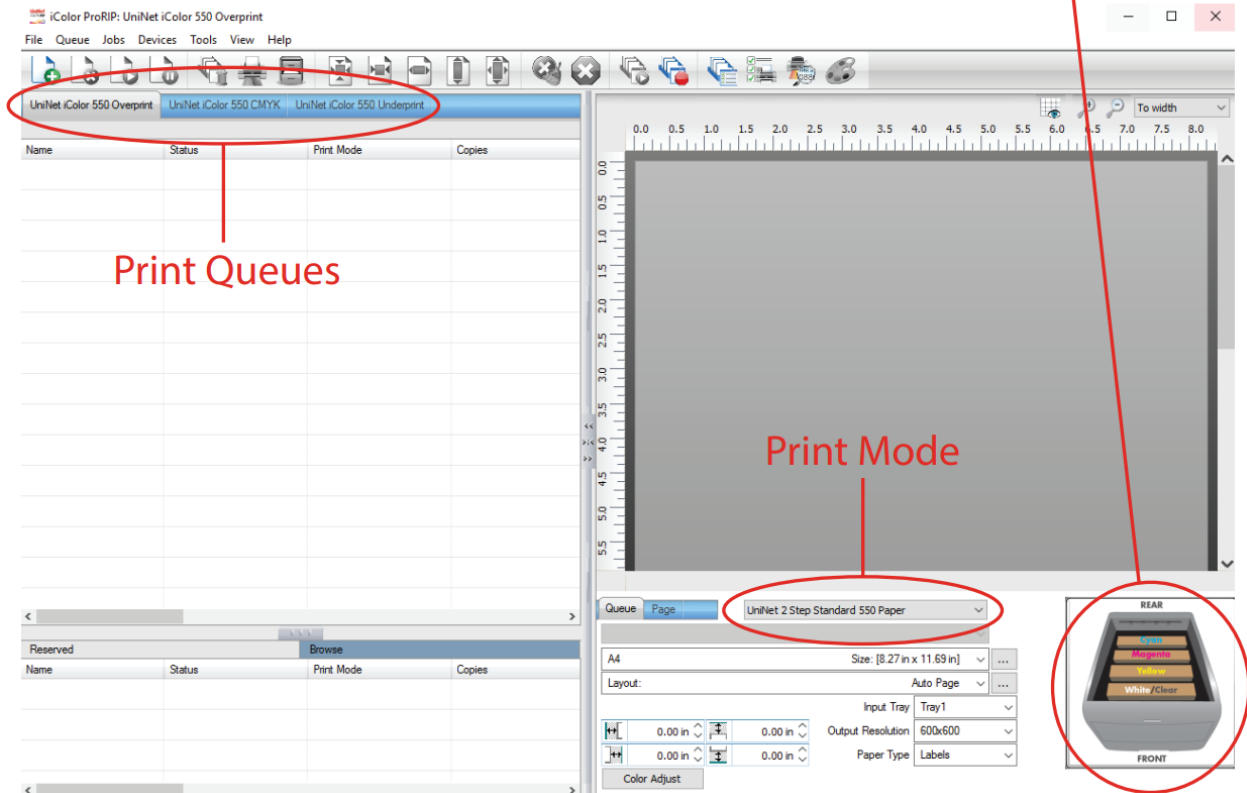 iColor ProRIP: UniNet iColor 550 Overprint
File Queue Jobs Devices Tools View Help
UniNet iColor 550 Overprint UniNet iColor 550 CMYK UniNet iColor 550 Underprint
To width
0.0 0.5 1.0 1.5 2.0 2.5 3.0 3.5 4.0 4.5 5.0 5.5 6.0 6.5 7.0 7.5 8.0
Name Status Print Mode Copies
0.0
0.5
1.0
1.5
2.0
2.5
3.0
3.5
4.0
4.5
5.0
5.5
Print Queues
Print Mode
Queue Page UniNet 2 Step Standard 550 Paper
Reserved Browse
Name Status Print Mode Copies
A4 Size: [8.27 in x 11.69 in] ...
Layout: Auto Page ...
Input Tray Tray1
0.00 in 0.00 in Output Resolution 600x600
0.00 in 0.00 in Paper Type Labels
Color Adjust
REAR
Cyan
Magenta
Yellow
White/Clear
FRONT